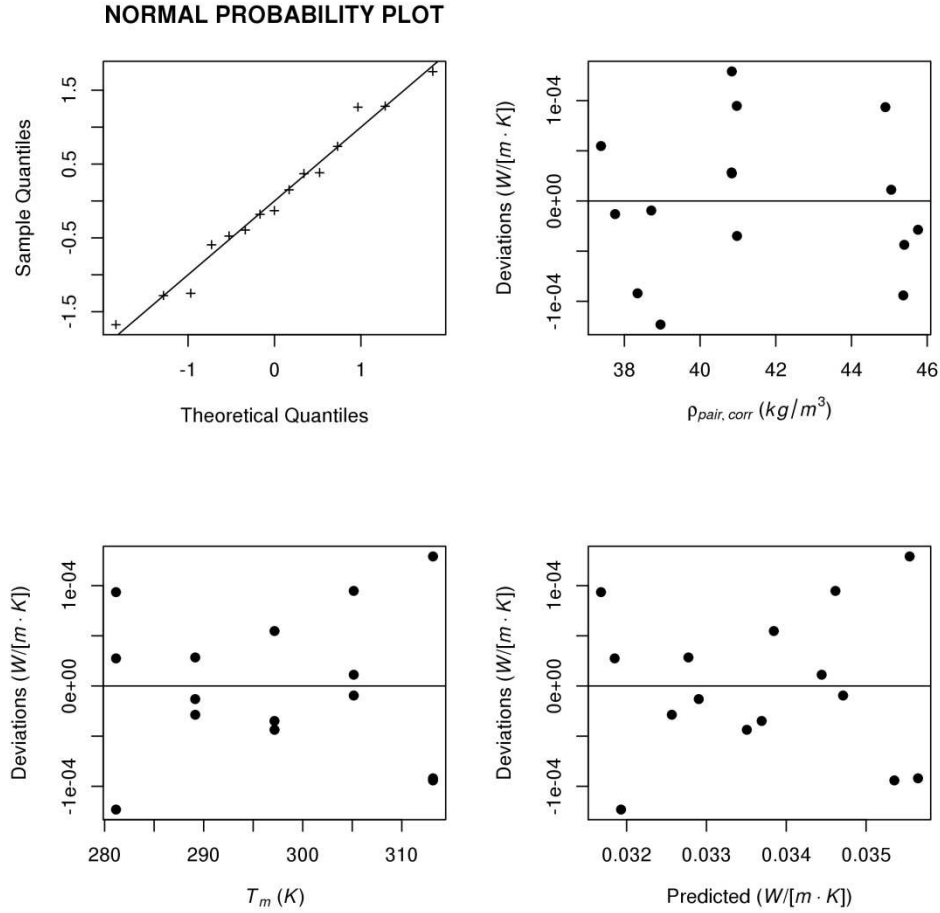 NORMAL PROBABILITY PLOT
Sample Quantiles
1.5
0.5
-0.5
-1.5
-1 0 1
Theoretical Quantiles
Deviations (W/[m · K])
1e-04
0e+00
-1e-04
38 40 42 44 46
ρpair, corr (kg/m³)
Deviations (W/[m · K])
1e-04
0e+00
-1e-04
280 290 300 310
Tm (K)
Deviations (W/[m · K])
1e-04
0e+00
-1e-04
0.032 0.033 0.034 0.035
Predicted (W/[m · K])